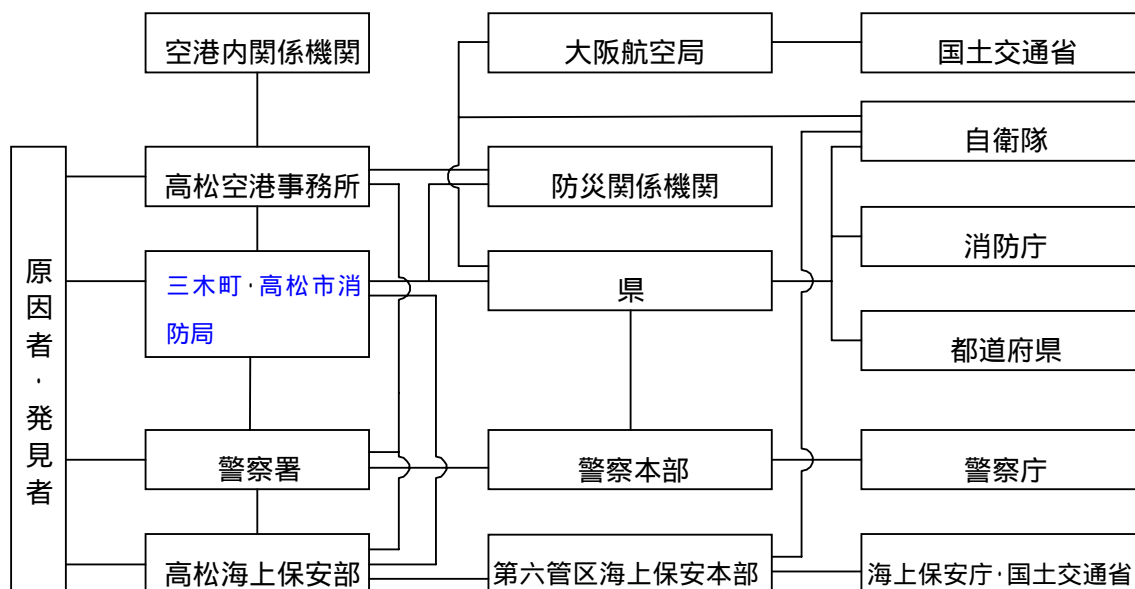 空港内関係機関
大阪航空局
国土交通省
自衛隊
高松空港事務所
防災関係機関
消防庁
原因者・発見者
三木町・高松市消
防局
県
都道府県
警察署
警察本部
警察庁
高松海上保安部
第六管区海上保安本部
海上保安庁・国土交通省